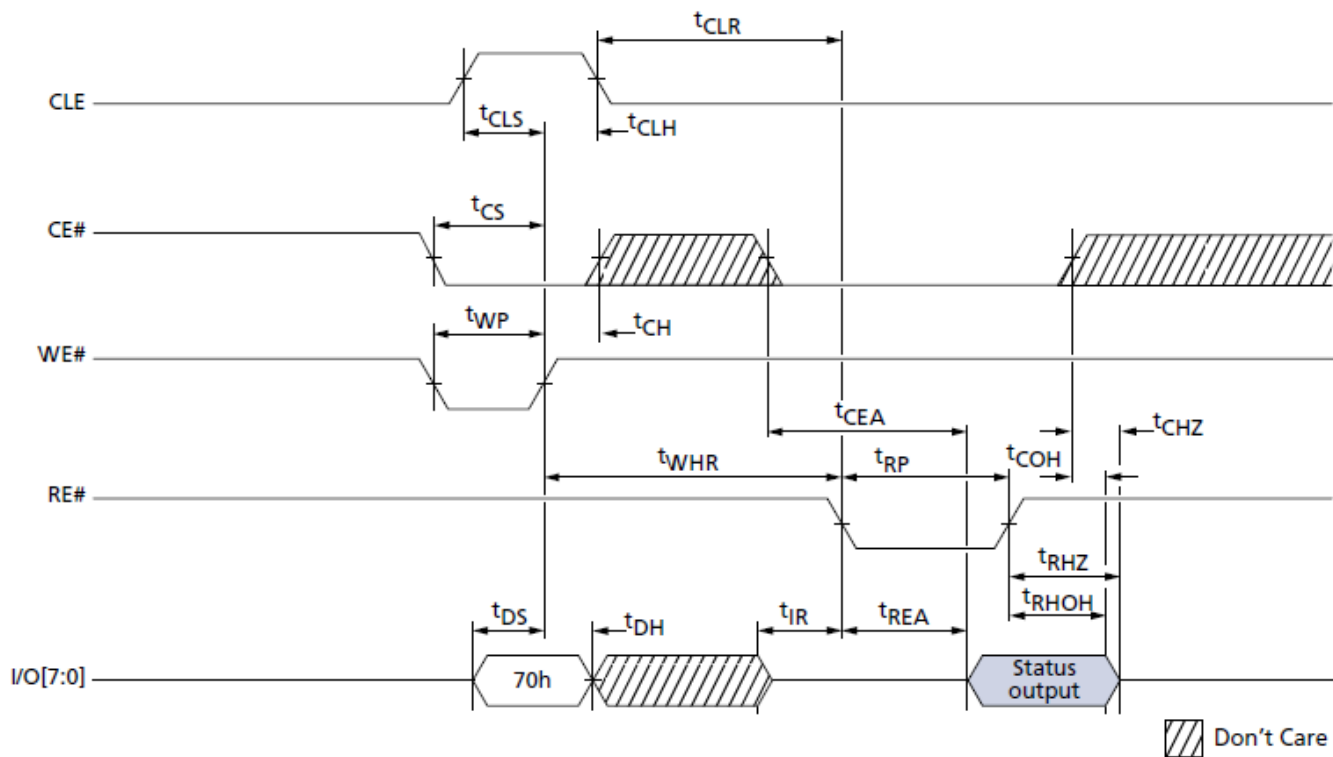 tCLR
CLE
tCLS
tCLH
tCS
CE#
tWP
tCH
WE#
tCEA
tCHZ
tWHR
tRP
tCOH
RE#
tRHZ
tDS
tDH
tIR
tREA
tRHOH
I/O[7:0]
70h
Status
output
Don't Care